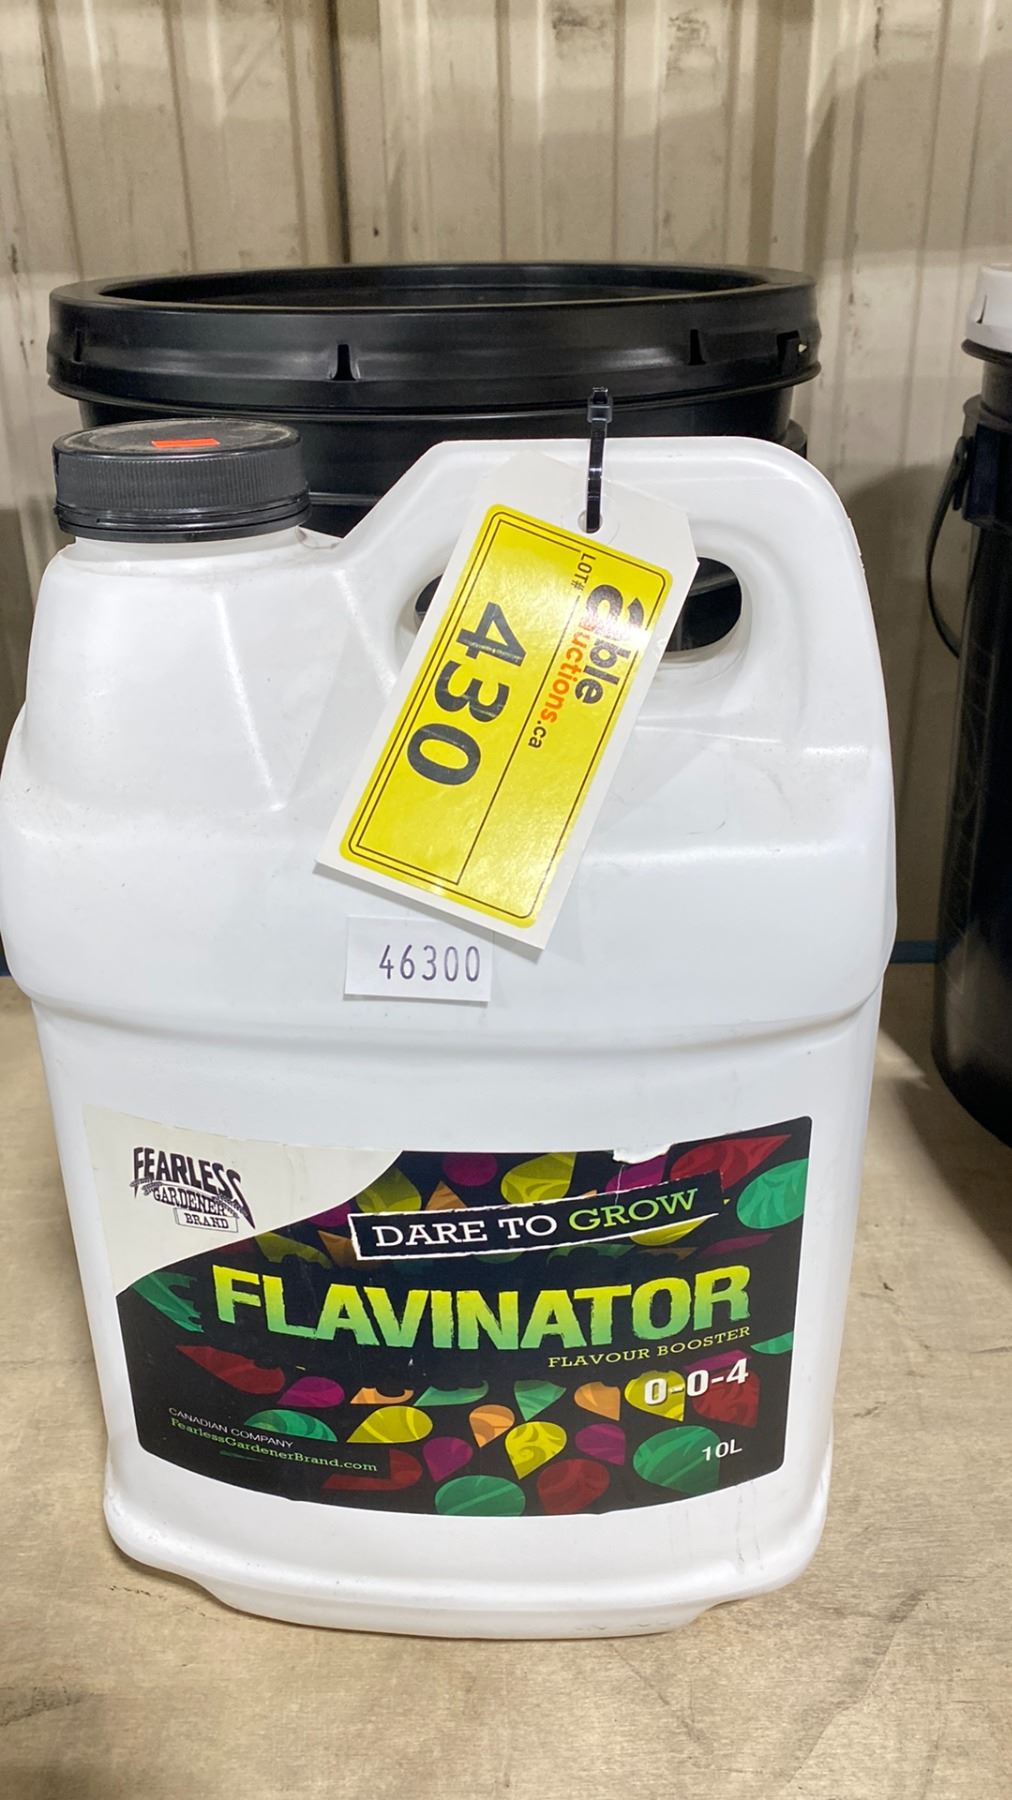 able
auctions.ca
LOT#
430
46300
FEARLESS
GARDENER
BRAND
DARE TO GROW
FLAVINATOR
FLAVOUR BOOSTER
0-0-4
CANADIAN COMPANY
FearlessGardenerBrand.com
10L